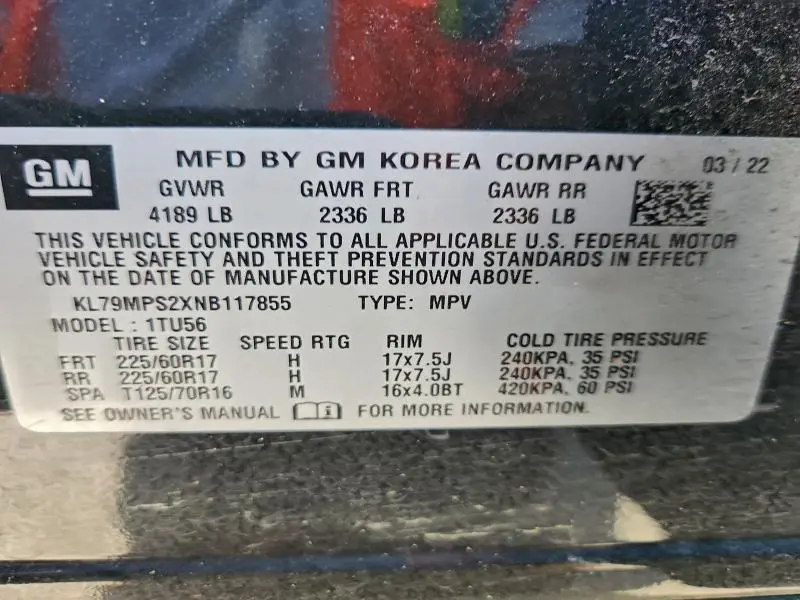 GM
MFD BY GM KOREA COMPANY 03 / 22
GVWR GAWR FRT GAWR RR
4189 LB 2336 LB 2336 LB
THIS VEHICLE CONFORMS TO ALL APPLICABLE U.S. FEDERAL MOTOR
VEHICLE SAFETY AND THEFT PREVENTION STANDARDS IN EFFECT
ON THE DATE OF MANUFACTURE SHOWN ABOVE.
KL79MPS2XNB117855 TYPE: MPV
MODEL : 1TU56
TIRE SIZE SPEED RTG RIM COLD TIRE PRESSURE
FRT 225/60R17 H 17x7.5J 240KPA, 35 PSI
RR 225/60R17 H 17x7.5J 240KPA, 35 PSI
SPA T125/70R16 M 16x4.0BT 420KPA, 60 PSI
SEE OWNER'S MANUAL FOR MORE INFORMATION.